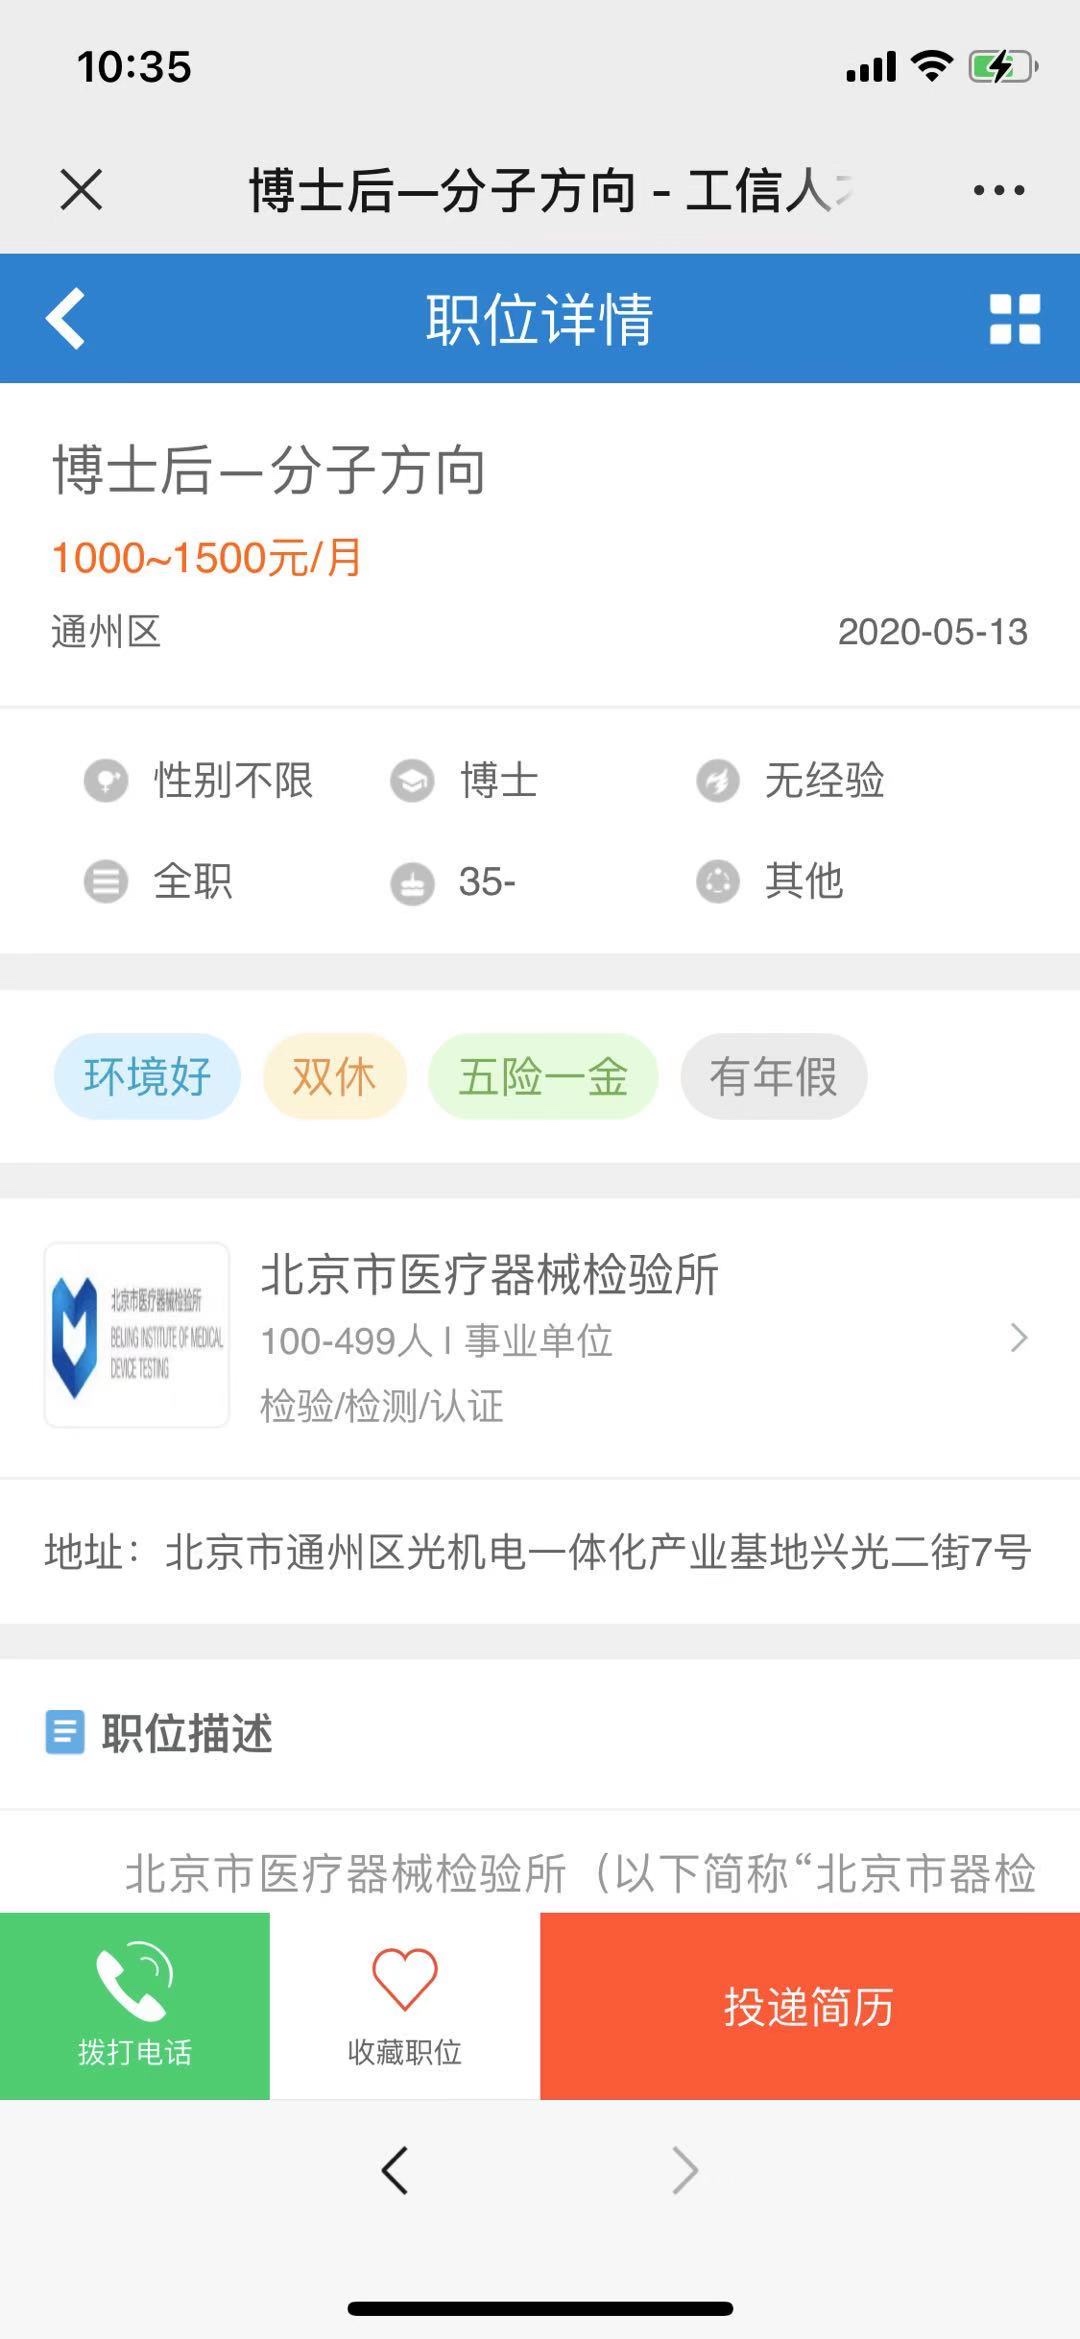 10:35
博士后—分子方向 - 工信人
职位详情
博士后—分子方向
1000~1500元/月
通州区 2020-05-13
性别不限 博士 无经验
全职 35- 其他
环境好 双休 五险一金 有年假
北京市医疗器械检验所
BEIJING INSTITUTE OF MEDICAL
DEVICE TESTING
北京市医疗器械检验所
100-499人 | 事业单位
检验/检测/认证
地址：北京市通州区光机电一体化产业基地兴光二街7号
职位描述
北京市医疗器械检验所（以下简称“北京市器检
拨打电话 收藏职位 投递简历